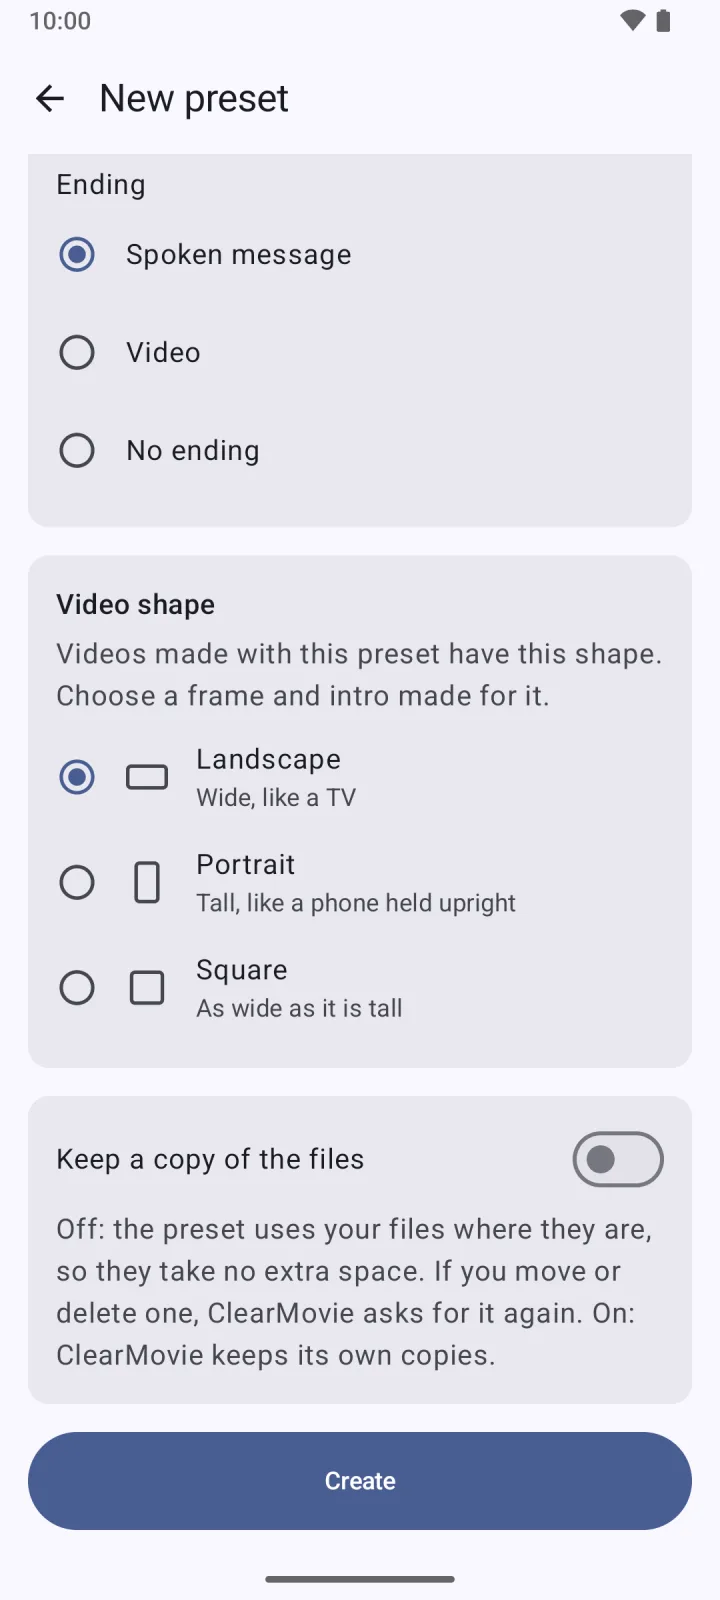 10:00
New preset
Ending
Spoken message
Video
No ending
Video shape
Videos made with this preset have this shape.
Choose a frame and intro made for it.
Landscape
Wide, like a TV
Portrait
Tall, like a phone held upright
Square
As wide as it is tall
Keep a copy of the files
Off: the preset uses your files where they are,
so they take no extra space. If you move or
delete one, ClearMovie asks for it again. On:
ClearMovie keeps its own copies.
Create